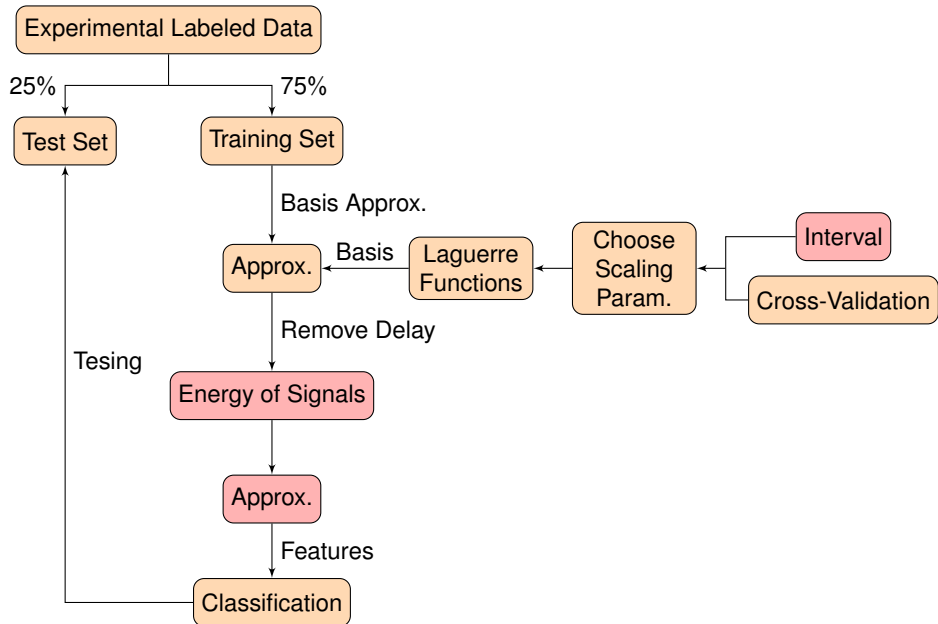 Experimental Labeled Data
25%
75%
Test Set
Training Set
Basis Approx.
Approx.
Basis
Laguerre
Functions
Choose
Scaling
Param.
Interval
Cross-Validation
Remove Delay
Tesing
Energy of Signals
Approx.
Features
Classification